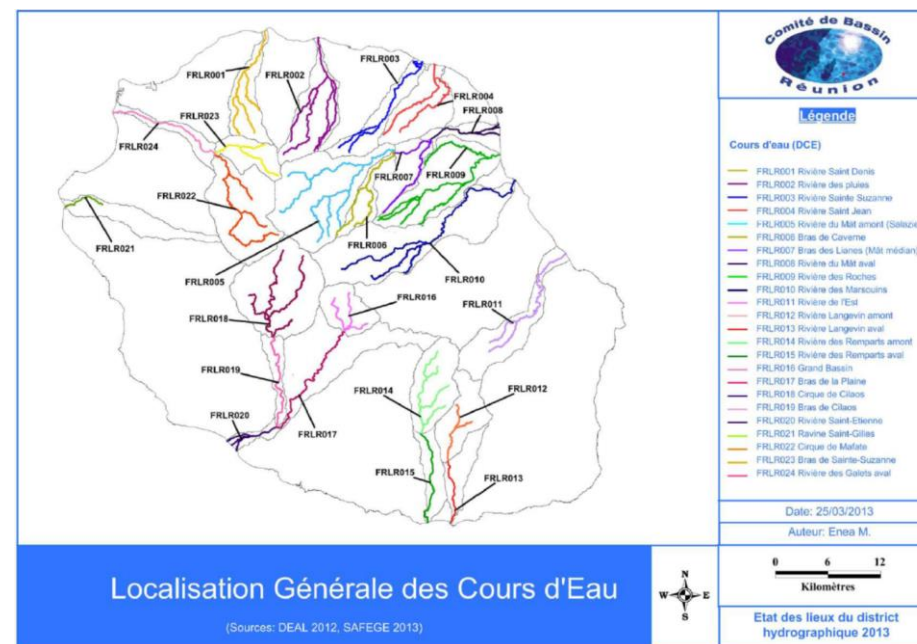 FRLR001
FRLR002
FRLR003
FRLR004
FRLR008
FRLR023
FRLR024
FRLR007
FRLR009
FRLR022
FRLR021
FRLR006
FRLR005
FRLR010
FRLR016
FRLR011
FRLR018
FRLR019
FRLR014
FRLR012
FRLR020
FRLR017
FRLR015
FRLR013
Comité de Bassin
Réunion
Légende
Cours d'eau (DCE)
FRLR001 Rivière Saint Denis
FRLR002 Rivière des pluies
FRLR003 Rivière Sainte Suzanne
FRLR004 Rivière Saint Jean
FRLR005 Rivière du Mât amont (Salazie
FRLR006 Bras de Caverne
FRLR007 Bras des Lianes (Mât médian)
FRLR008 Rivière du Mât aval
FRLR009 Rivière des Roches
FRLR010 Rivière des Marsouins
FRLR011 Rivière de l'Est
FRLR012 Rivière Langevin amont
FRLR013 Rivière Langevin aval
FRLR014 Rivière des Remparts amont
FRLR015 Rivière des Remparts aval
FRLR016 Grand Bassin
FRLR017 Bras de la Plaine
FRLR018 Cirque de Cilaos
FRLR019 Bras de Cilaos
FRLR020 Rivière Saint-Etienne
FRLR021 Ravine Saint-Gilles
FRLR022 Cirque de Mafate
FRLR023 Bras de Sainte-Suzanne
FRLR024 Rivière des Galets aval
Date: 25/03/2013
Auteur: Enea M.
0 6 12
Kilomètres
Etat des lieux du district
hydrographique 2013
Localisation Générale des Cours d'Eau
(Sources: DEAL 2012, SAFEGE 2013)
N
W E
S